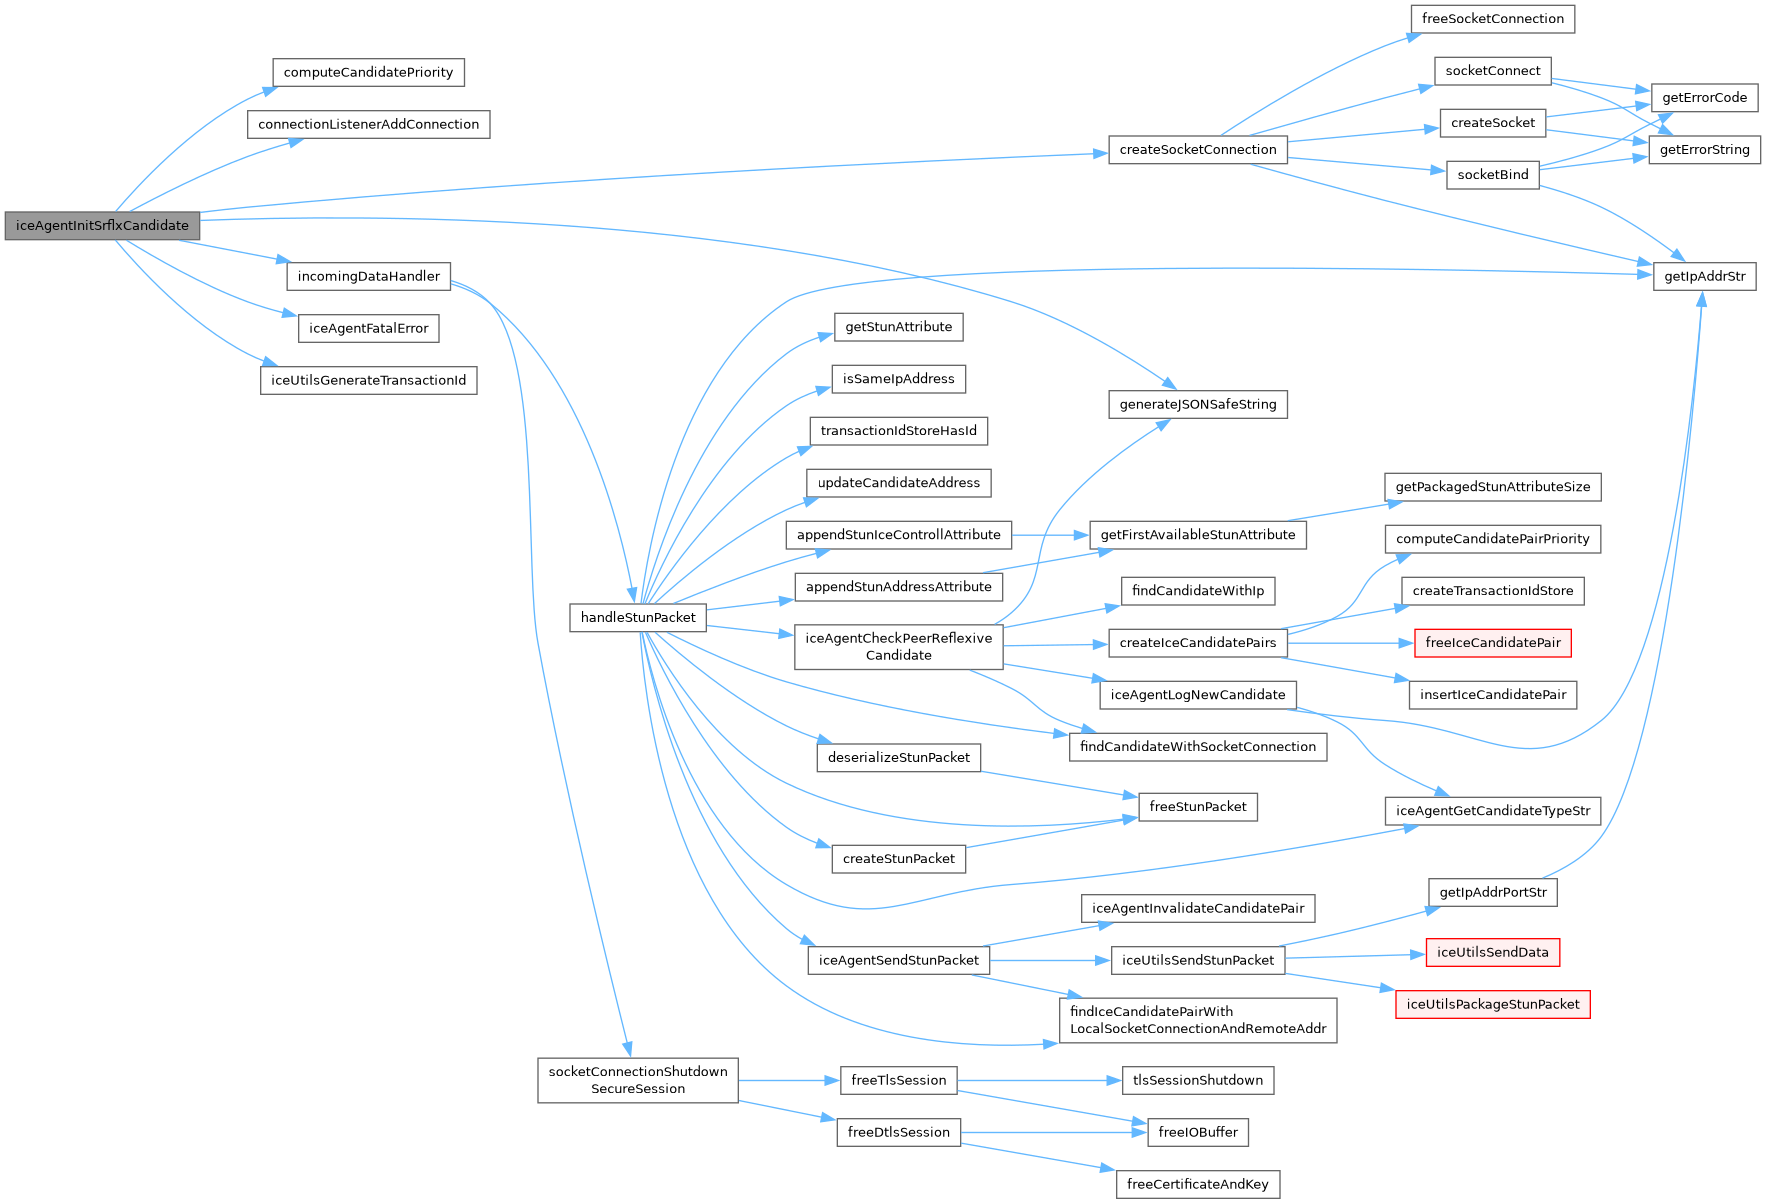 iceAgentInitSrflxCandidate
computeCandidatePriority
connectionListenerAddConnection
incomingDataHandler
iceAgentFatalError
iceUtilsGenerateTransactionId
handleStunPacket
socketConnectionShutdown
SecureSession
getStunAttribute
isSameIpAddress
transactionIdStoreHasId
updateCandidateAddress
appendStunIceControllAttribute
appendStunAddressAttribute
iceAgentCheckPeerReflexive
Candidate
deserializeStunPacket
createStunPacket
iceAgentSendStunPacket
freeTlsSession
freeDtlsSession
createSocketConnection
generateJSONSafeString
getFirstAvailableStunAttribute
findCandidateWithIp
createIceCandidatePairs
iceAgentLogNewCandidate
findCandidateWithSocketConnection
freeStunPacket
iceAgentInvalidateCandidatePair
iceUtilsSendStunPacket
findIceCandidatePairWith
LocalSocketConnectionAndRemoteAddr
tlsSessionShutdown
freeIOBuffer
freeCertificateAndKey
freeSocketConnection
socketConnect
createSocket
socketBind
getPackagedStunAttributeSize
computeCandidatePairPriority
createTransactionIdStore
freeIceCandidatePair
insertIceCandidatePair
iceAgentGetCandidateTypeStr
getIpAddrPortStr
iceUtilsSendData
iceUtilsPackageStunPacket
getErrorCode
getErrorString
getIpAddrStr